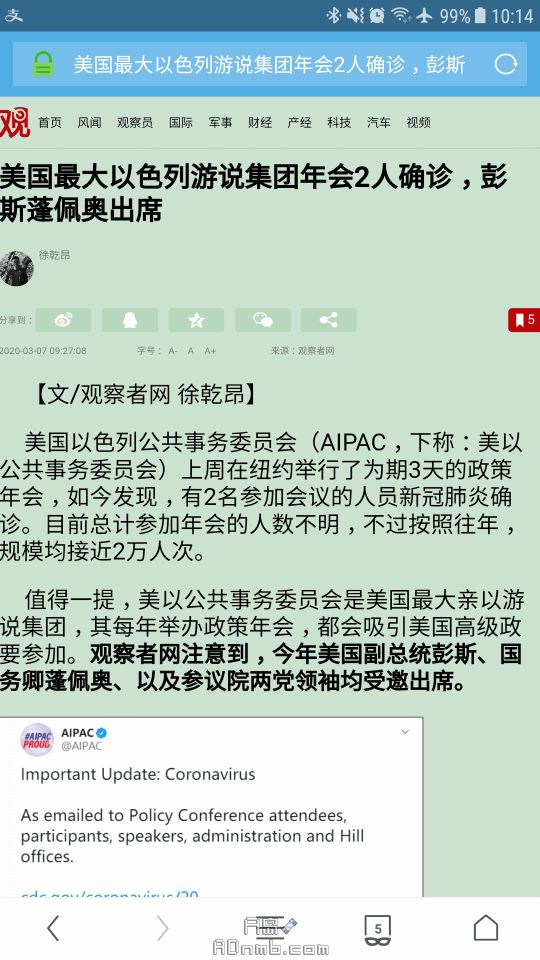 支
99% 10:14
美国最大以色列游说集团年会2人确诊，彭斯
观 首页 风闻 观察员 国际 军事 财经 产经 科技 汽车 视频
美国最大以色列游说集团年会2人确诊，彭
斯蓬佩奥出席
徐乾昂
分享到：
5
2020-03-07 09:27:08 字号： A- A A+ 来源：观察者网
【文/观察者网 徐乾昂】
美国以色列公共事务委员会（AIPAC，下称：美以
公共事务委员会）上周在纽约举行了为期3天的政策
年会，如今发现，有2名参加会议的人员新冠肺炎确
诊。目前总计参加年会的人数不明，不过按照往年，
规模均接近2万人次。
值得一提，美以公共事务委员会是美国最大亲以游
说集团，其每年举办政策年会，都会吸引美国高级政
要参加。观察者网注意到，今年美国副总统彭斯、国
务卿蓬佩奥、以及参议院两党领袖均受邀出席。
#AIPAC
PROUD
AIPAC
@AIPAC
Important Update: Coronavirus
As emailed to Policy Conference attendees,
participants, speakers, administration and Hill
offices.
cdc.gov/coronavirus/20
A岛
ADnmb.com
5